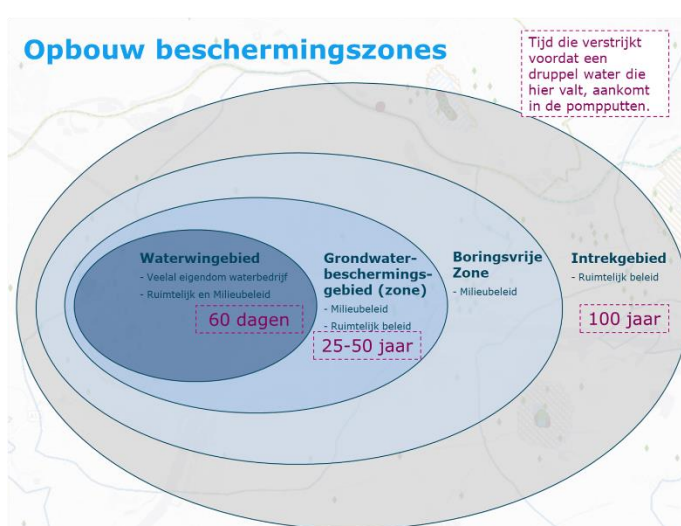 Opbouw beschermingszones
Tijd die verstrijkt
voordat een
druppel water die
hier valt, aankomt
in de pompputten.
Waterwingebied
- Veelal eigendom waterbedrijf
- Ruimtelijk en Milieubeleid
60 dagen
Grondwater-
beschermings-
gebied (zone)
- Milieubeleid
- Ruimtelijk beleid
25-50 jaar
Boringsvrije
Zone
- Milieubeleid
Intrekgebied
- Ruimtelijk beleid
100 jaar